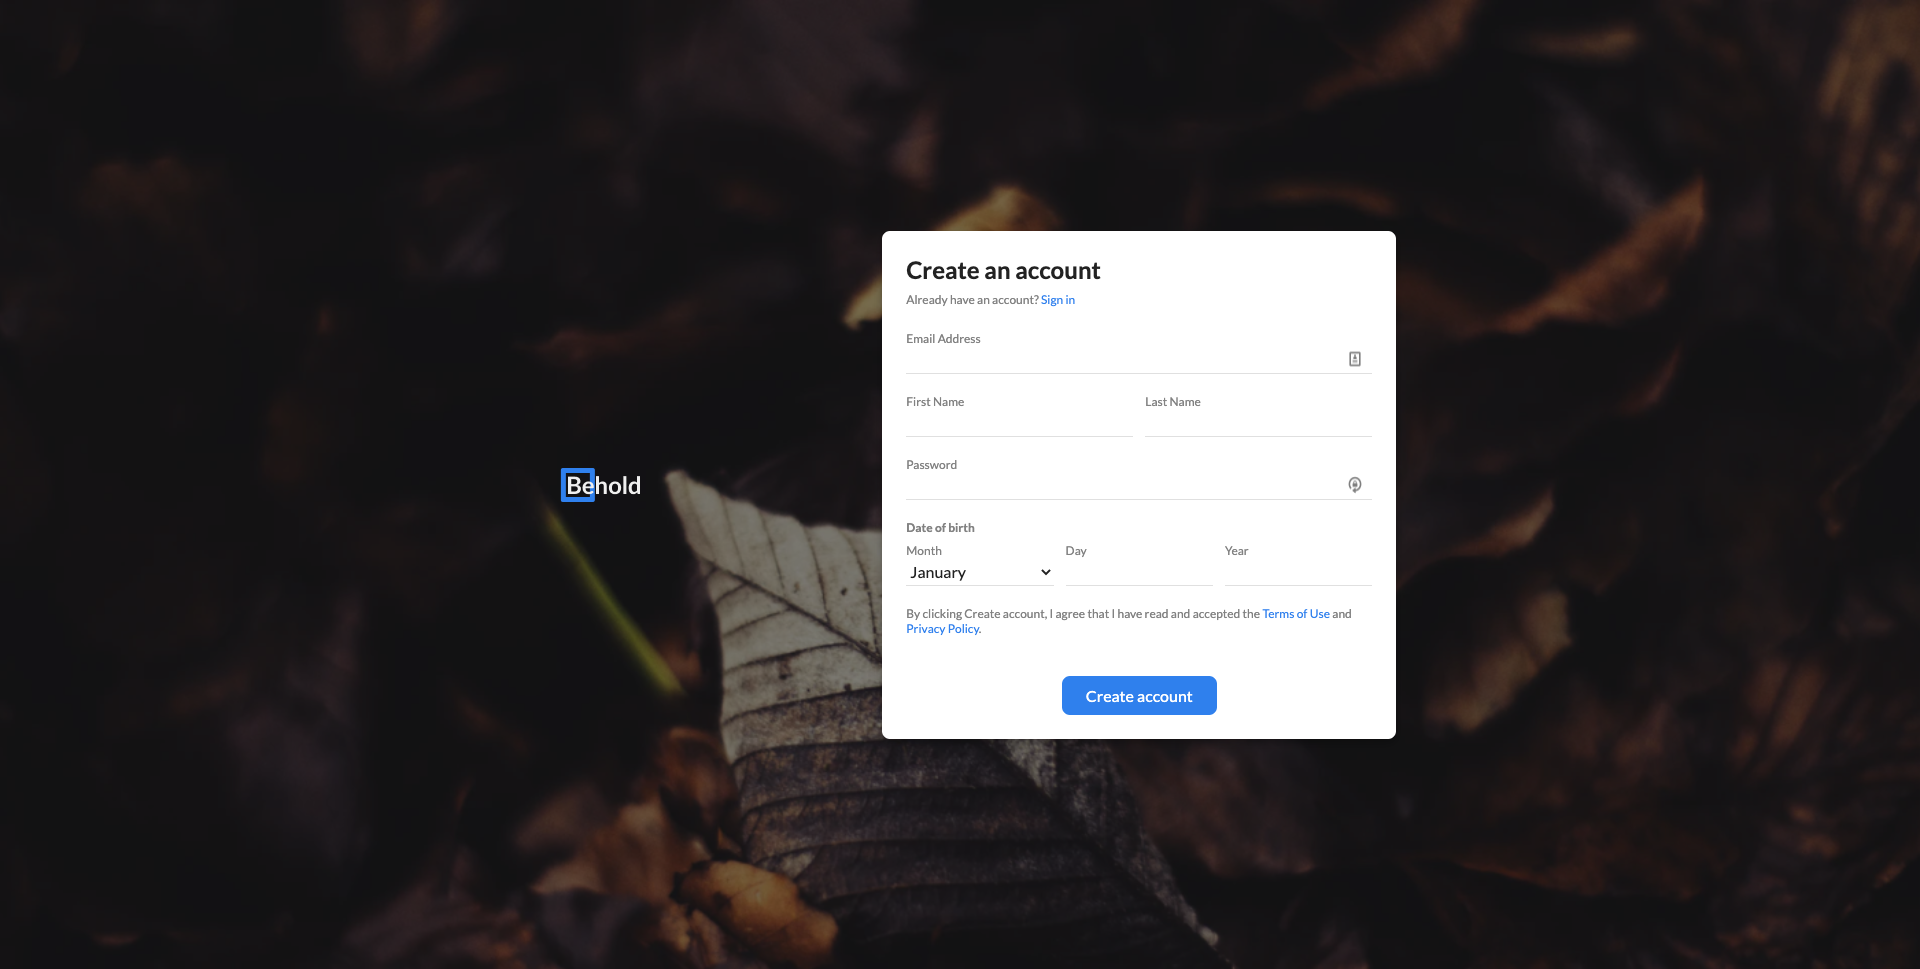 Behold
Create an account
Already have an account? Sign in
Email Address
First Name
Last Name
Password
Date of birth
Month
Day
Year
January
By clicking Create account, I agree that I have read and accepted the Terms of Use and
Privacy Policy.
Create account